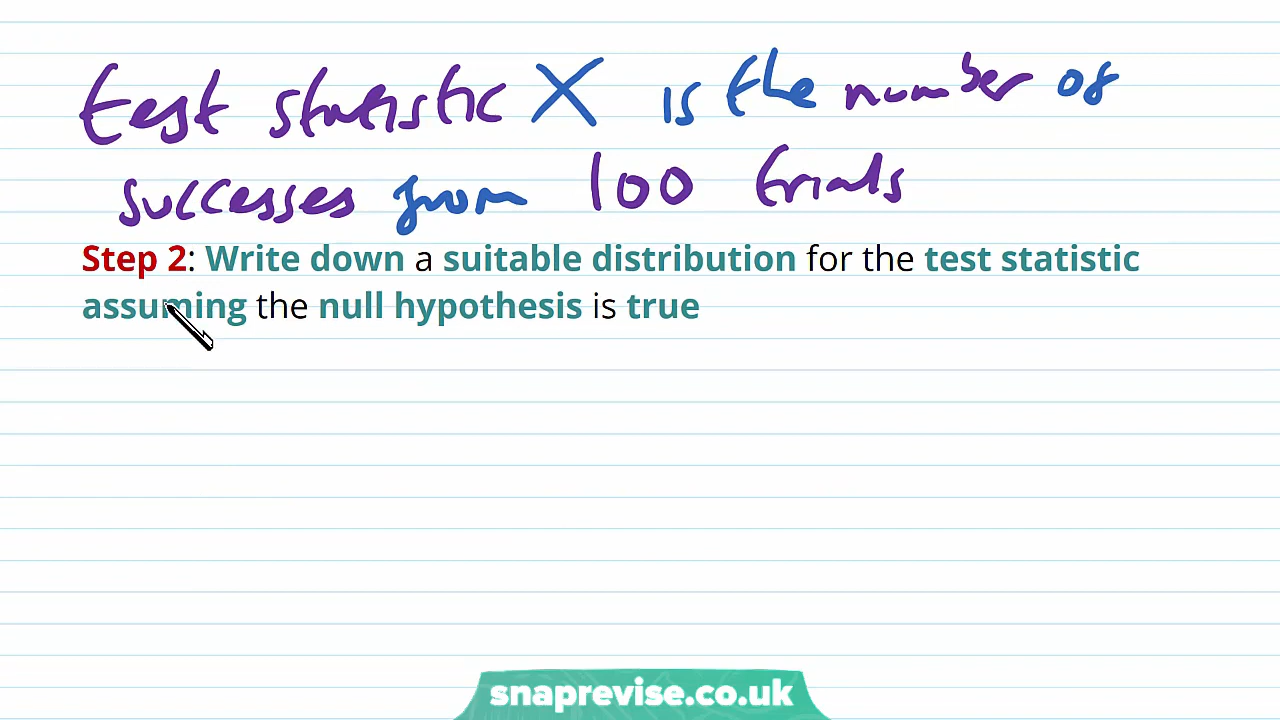 test statistic X is the number of
successes from 100 trials
Step 2: Write down a suitable distribution for the test statistic
assuming the null hypothesis is true
snaprevise.co.uk